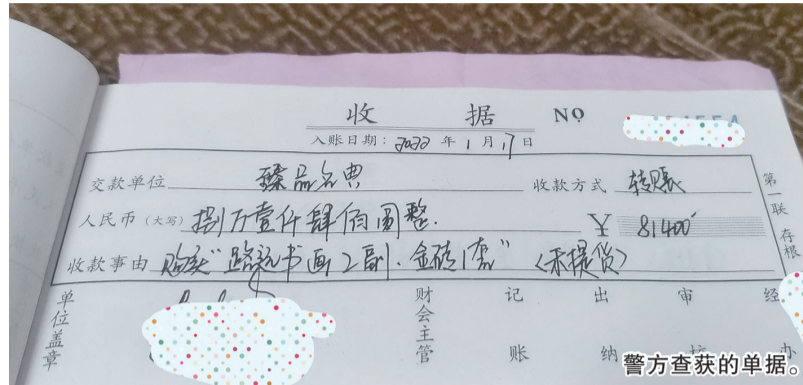 收 据 NO
入账日期：2022 年 1 月 17 日
交款单位 臻品名典 收款方式 转账
人民币（大写） 捌万壹仟肆佰圆整. ￥ 81400
收款事由 购买"路远书画2副.金砖1套"（未提货）
第一联 存根
单位盖章 财会主管 记账 出纳 审核 经办
警方查获的单据。